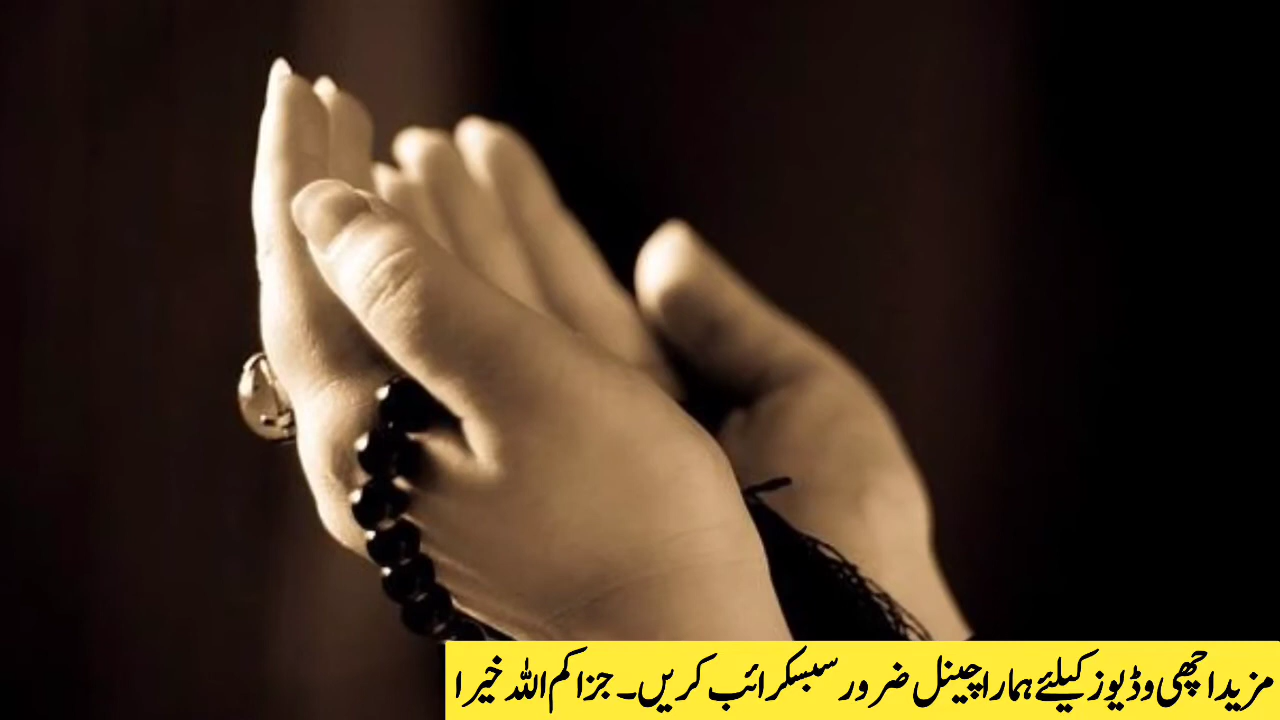 مزید اچھی وڈیوز کیلئے ہمارا چینل ضرور سبسکرائب کریں۔ جزاکم اللہ خیرا